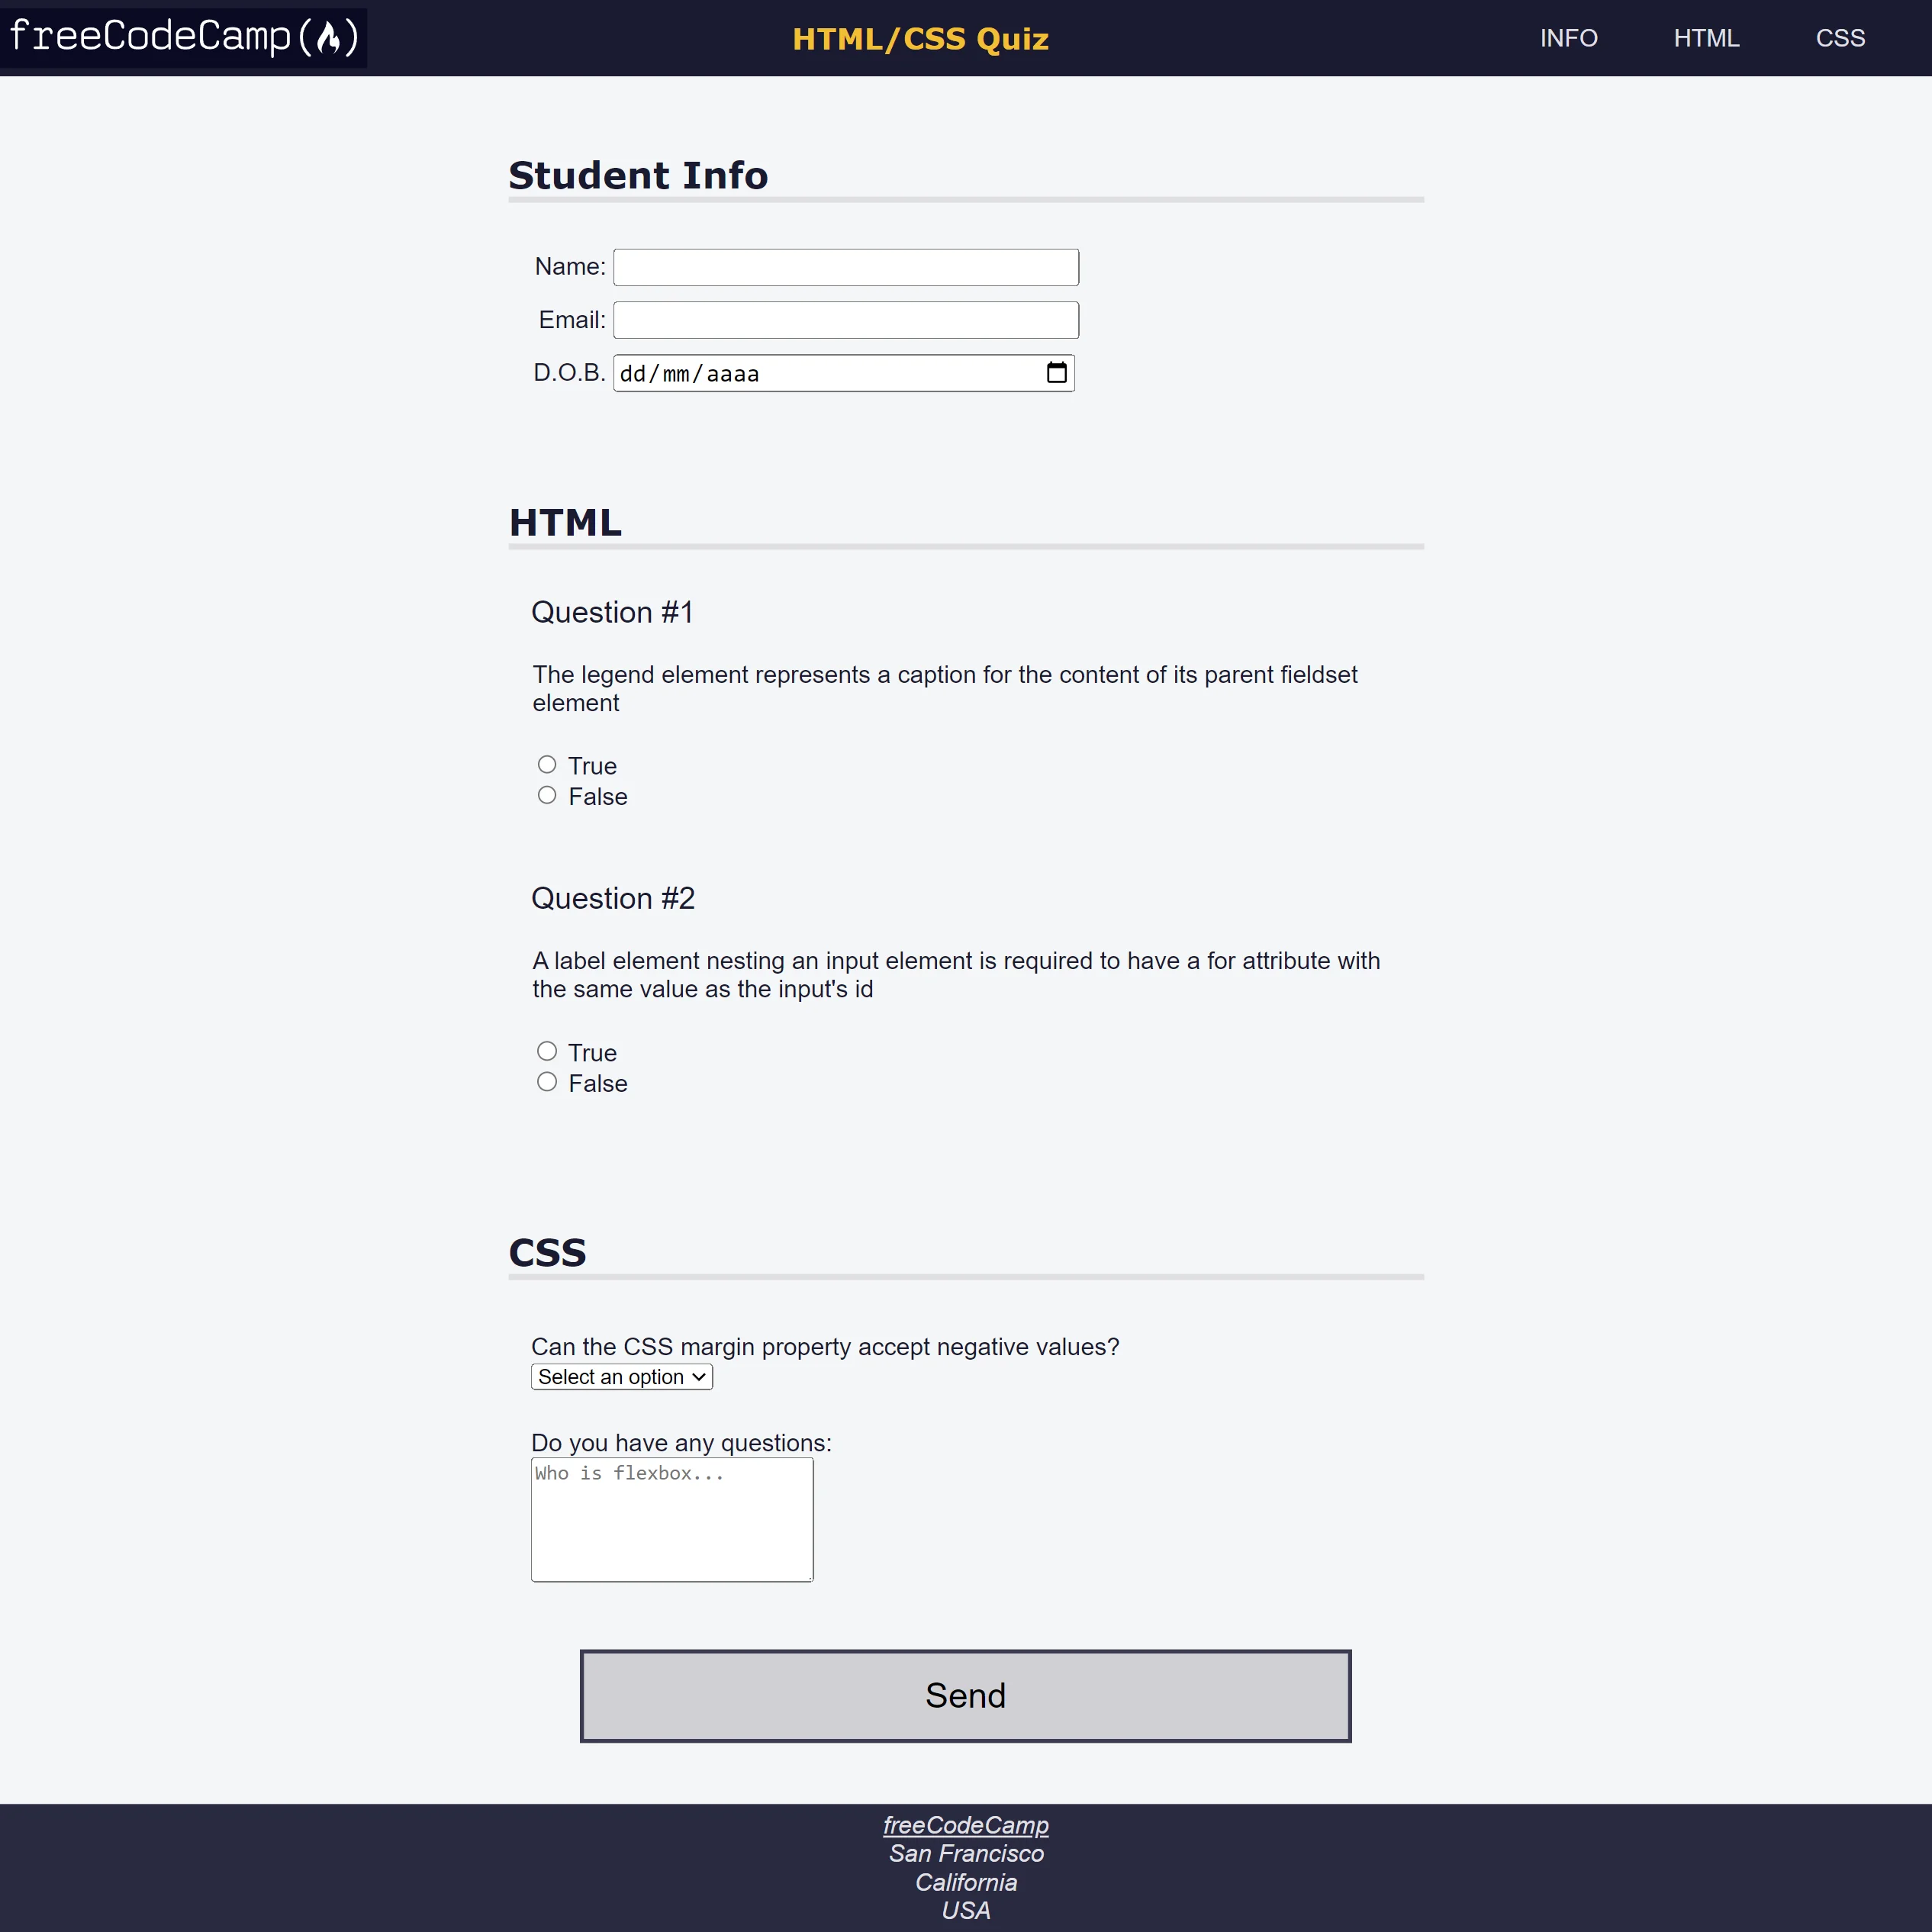 freeCodeCamp
HTML/CSS Quiz
INFO
HTML
CSS
Student Info
Name:
Email:
D.O.B.
dd/mm/aaaa
HTML
Question #1
The legend element represents a caption for the content of its parent fieldset
element
True
False
Question #2
A label element nesting an input element is required to have a for attribute with
the same value as the input's id
True
False
CSS
Can the CSS margin property accept negative values?
Select an option
Do you have any questions:
Who is flexbox...
Send
freeCodeCamp
San Francisco
California
USA